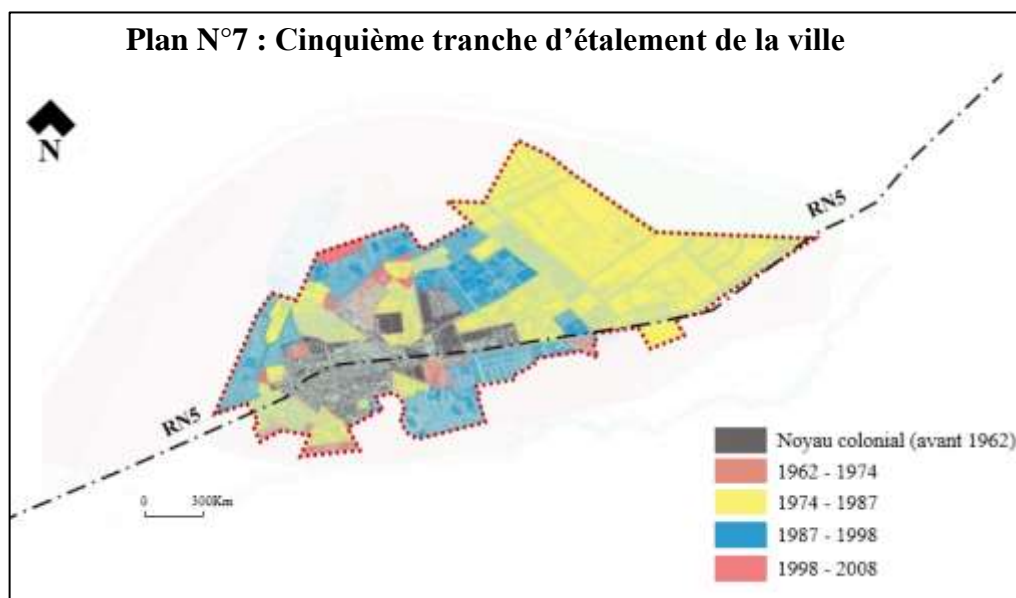 Plan N°7 : Cinquième tranche d’étalement de la ville
N
RN5
RN5
0 300Km
Noyau colonial (avant 1962)
1962 - 1974
1974 - 1987
1987 - 1998
1998 - 2008